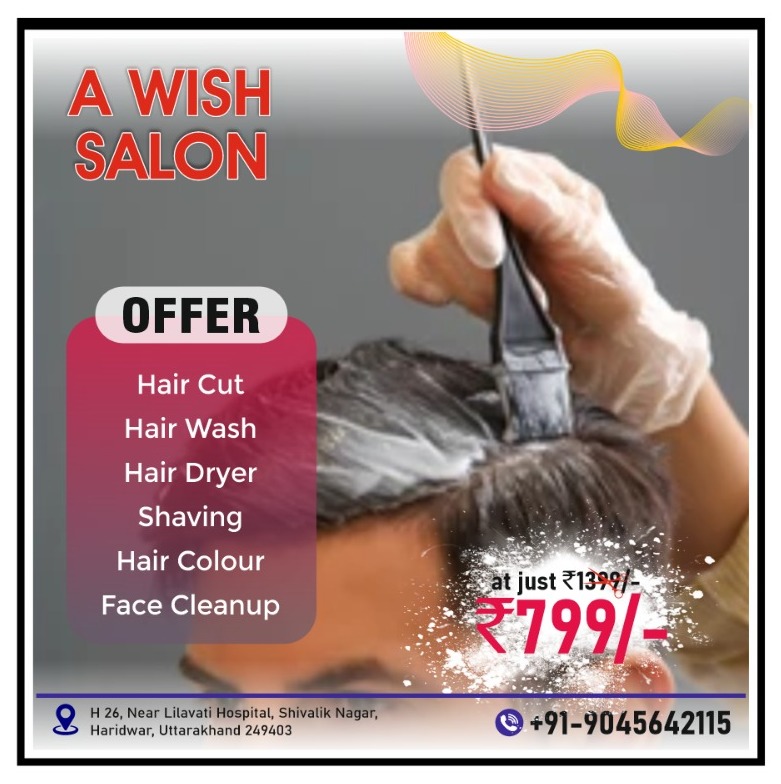 A WISH
SALON
OFFER
Hair Cut
Hair Wash
Hair Dryer
Shaving
Hair Colour
Face Cleanup
at just ₹1399/-
₹799/-
H 26, Near Lilavati Hospital, Shivalik Nagar,
Haridwar, Uttarakhand 249403
+91-9045642115